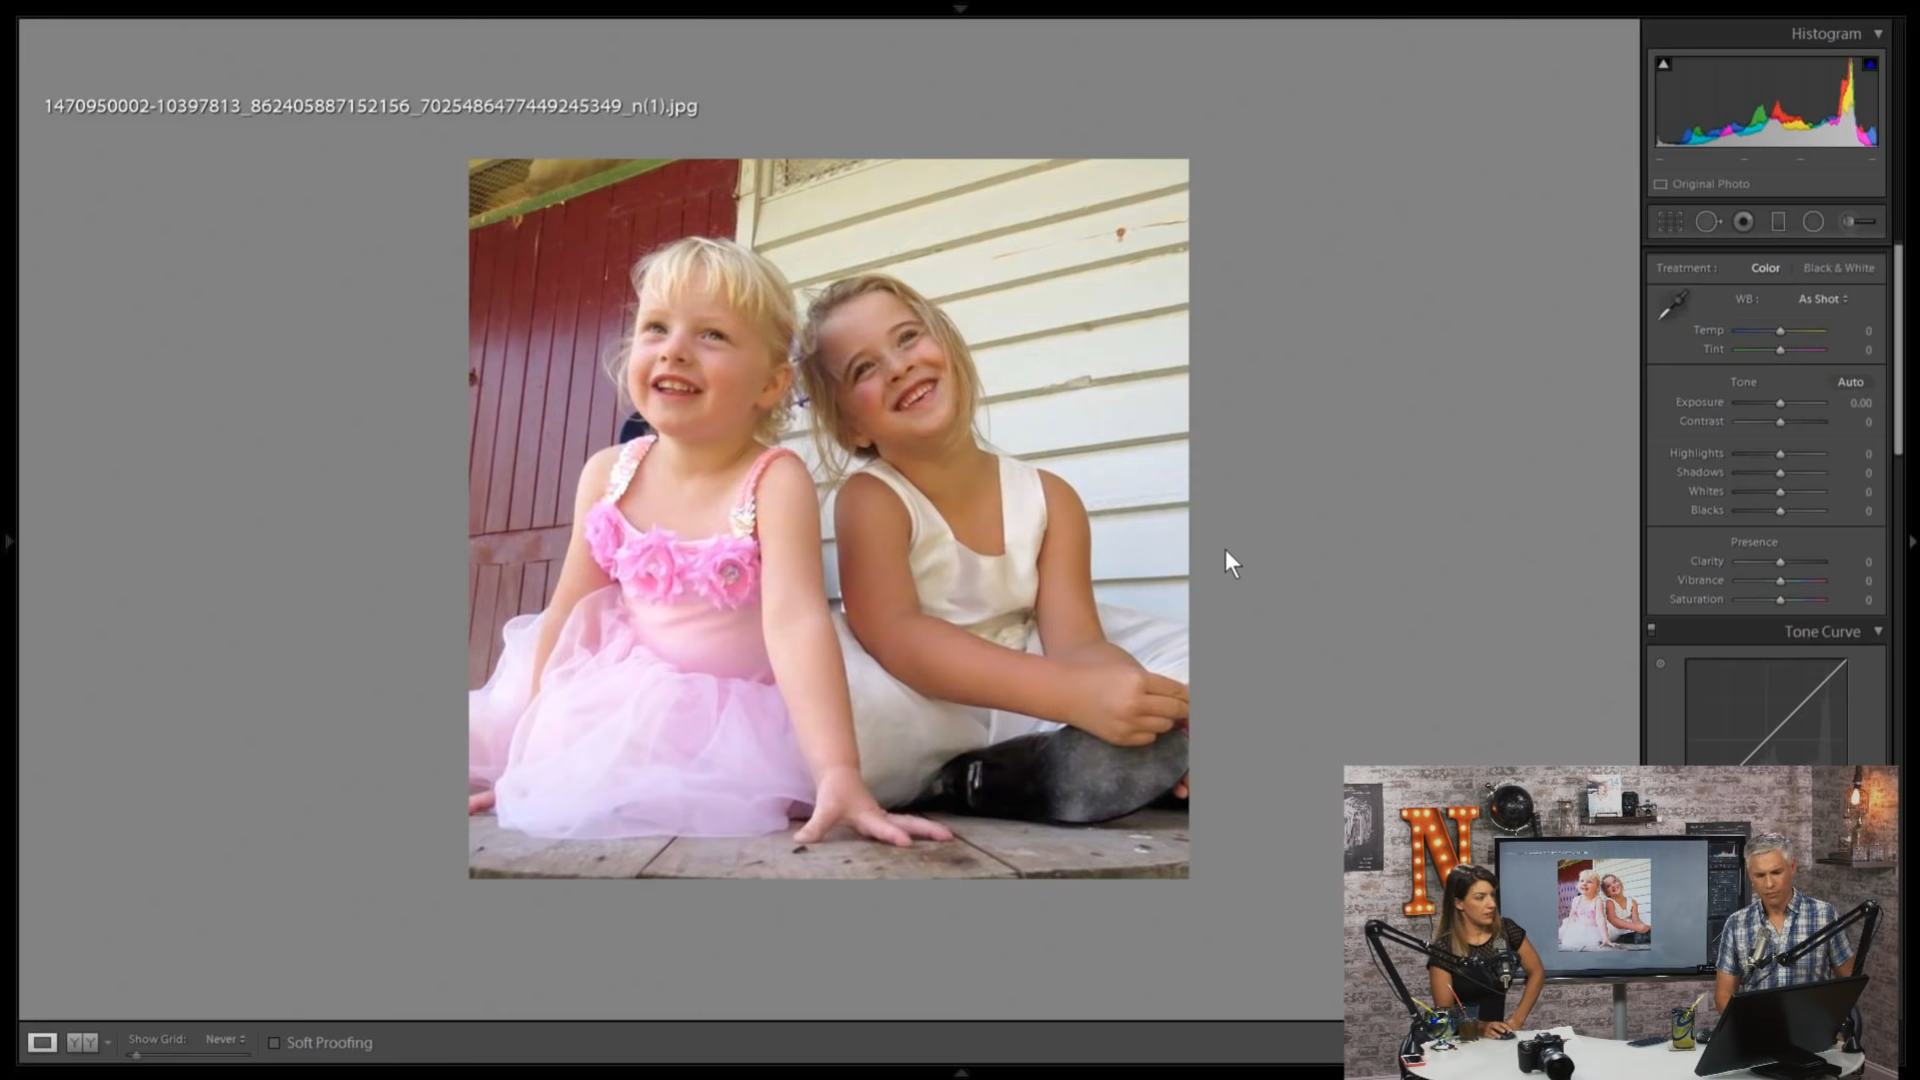 Histogram
1470950002-10397813_862405887152156_7025486477449245349_n(1).jpg
Original Photo
Treatment : Color Black & White
WB : As Shot
Temp 0
Tint 0
Tone Auto
Exposure 0.00
Contrast 0
Highlights 0
Shadows 0
Whites 0
Blacks 0
Presence
Clarity 0
Vibrance 0
Saturation 0
Tone Curve
N
Y Y Show Grid: Never Soft Proofing